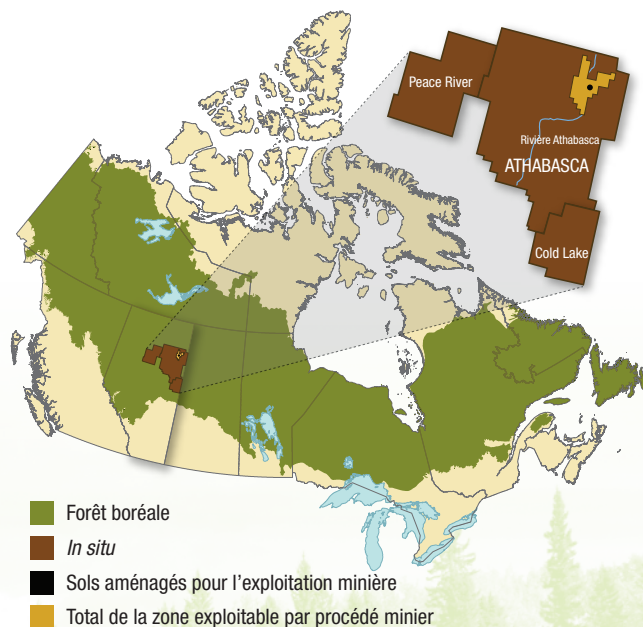 Peace River
Rivière Athabasca
ATHABASCA
Cold Lake
Forêt boréale
In situ
Sols aménagés pour l'exploitation minière
Total de la zone exploitable par procédé minier